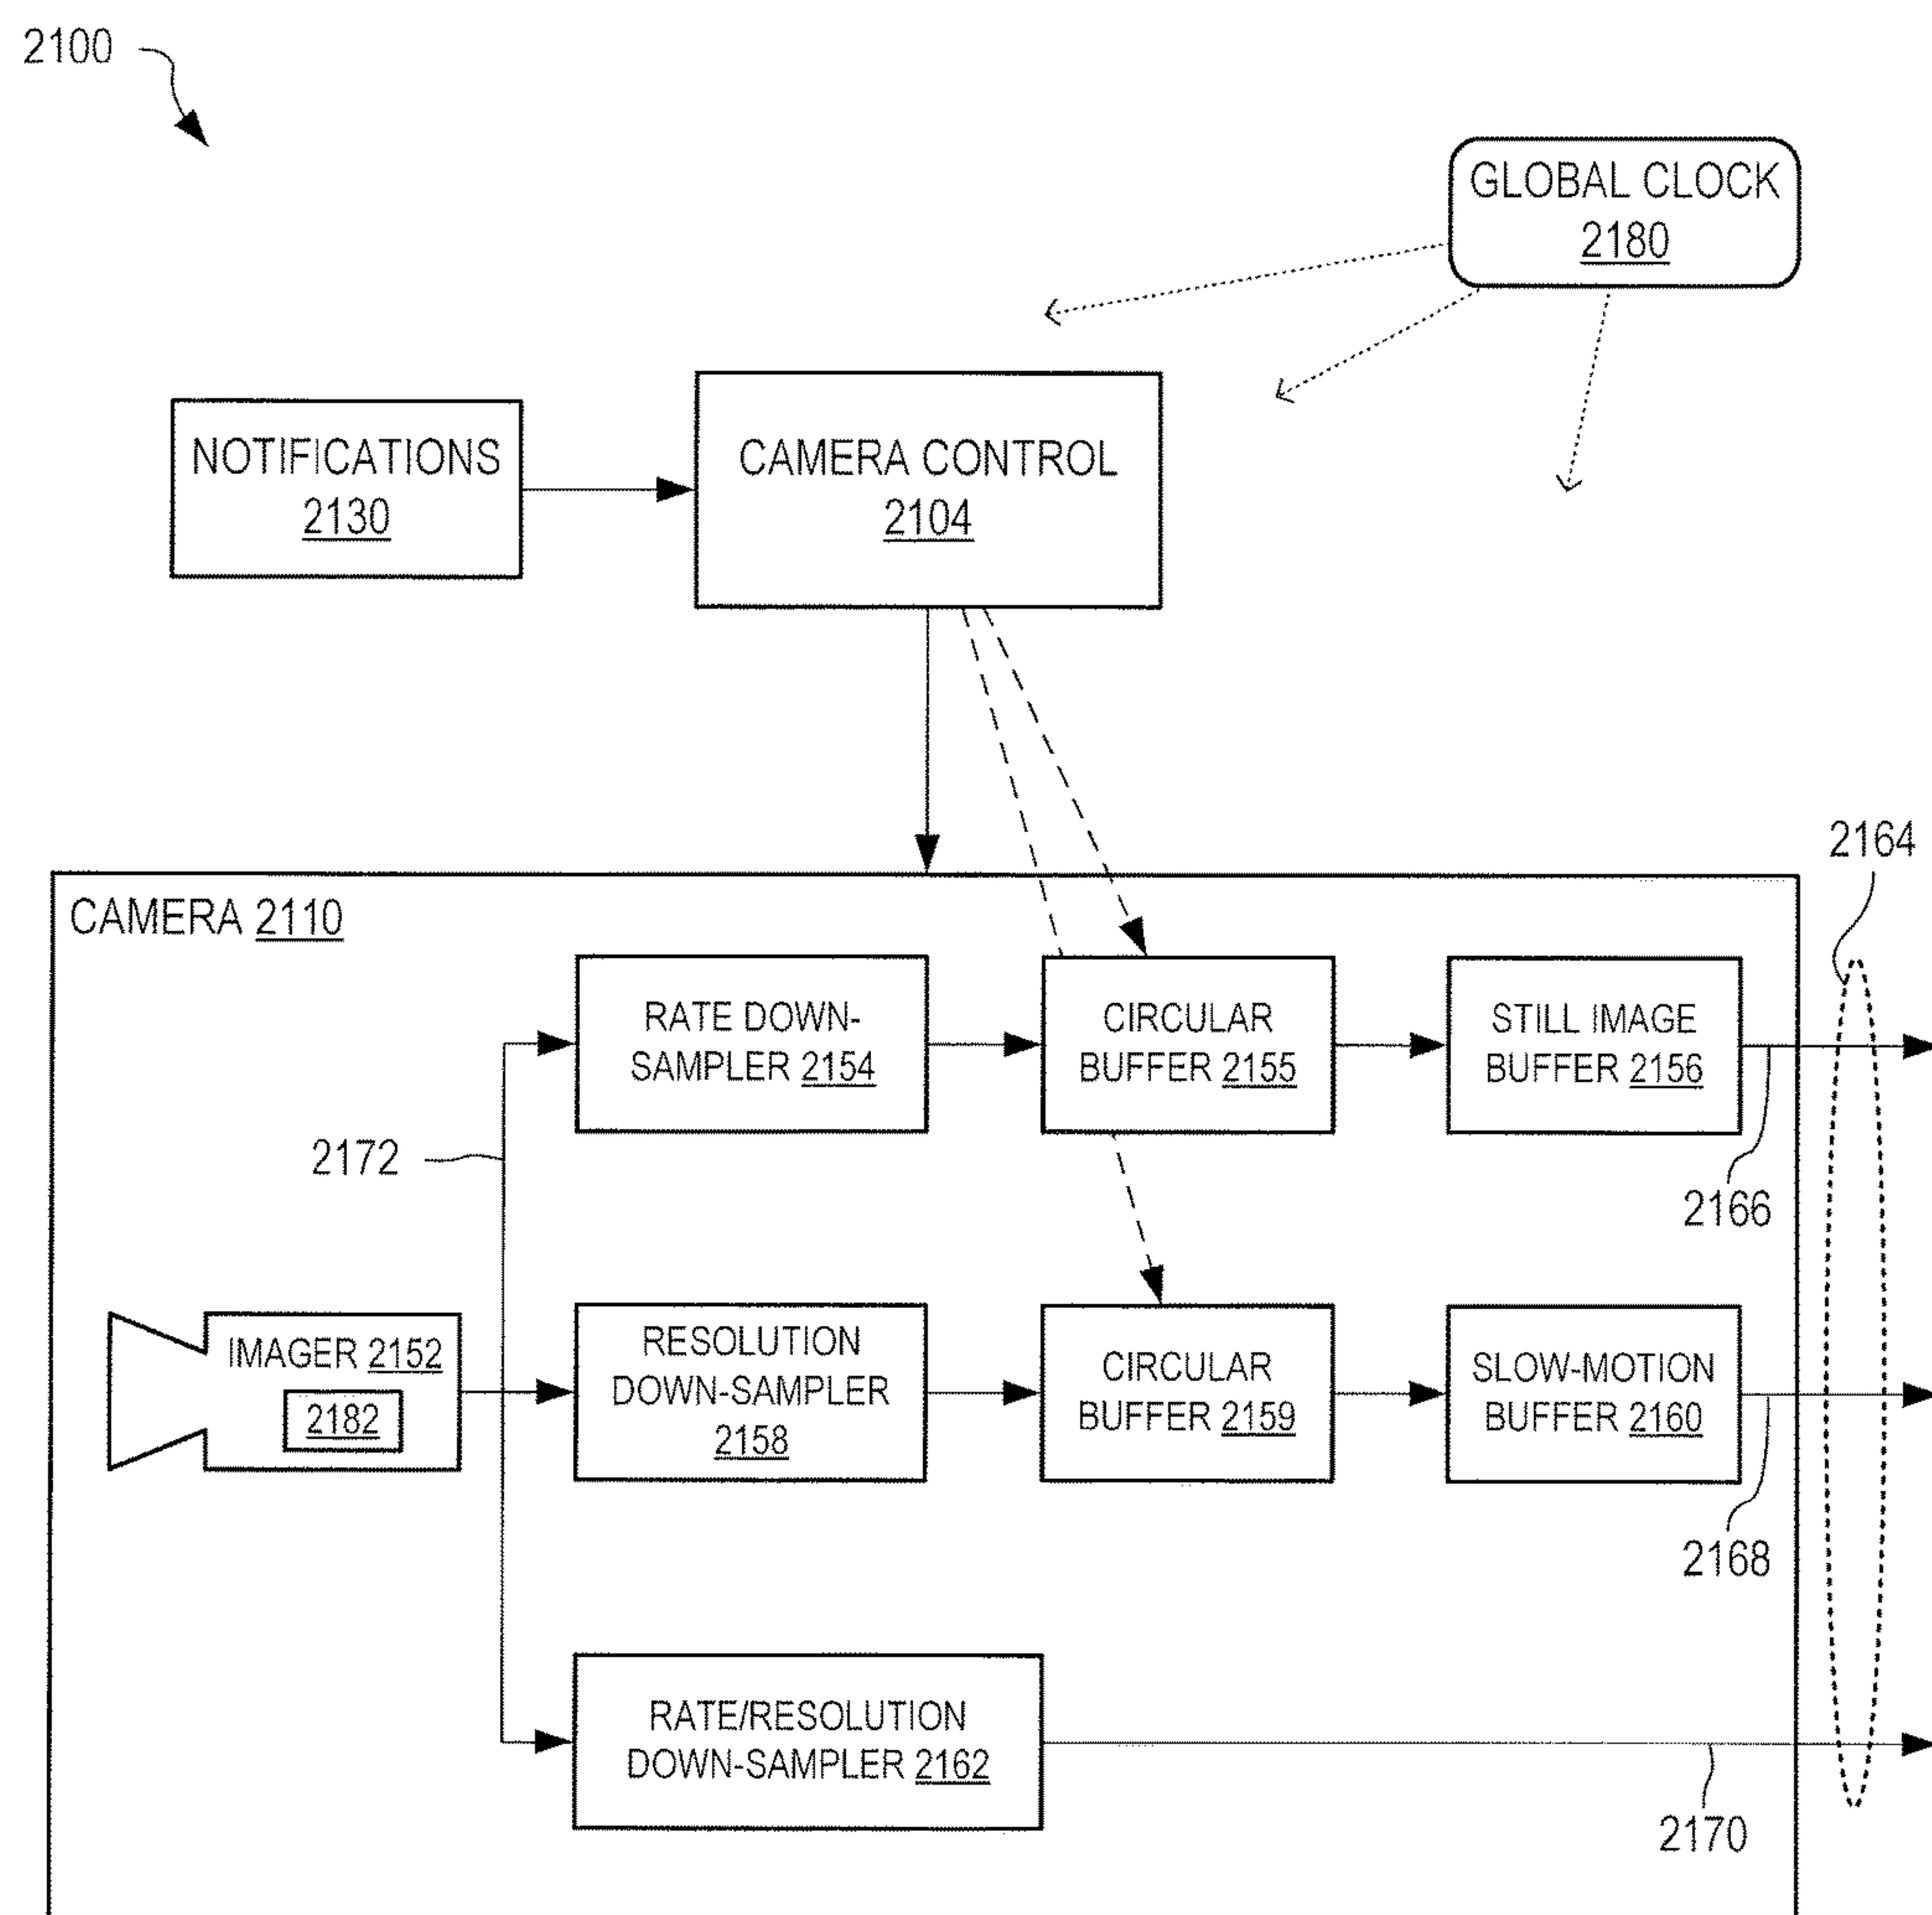 2100
GLOBAL CLOCK
2180
NOTIFICATIONS
2130
CAMERA CONTROL
2104
2164
CAMERA 2110
RATE DOWN-
SAMPLER 2154
CIRCULAR
BUFFER 2155
STILL IMAGE
BUFFER 2156
2172
2166
IMAGER 2152
2182
RESOLUTION
DOWN-SAMPLER
2158
CIRCULAR
BUFFER 2159
SLOW-MOTION
BUFFER 2160
2168
RATE/RESOLUTION
DOWN-SAMPLER 2162
2170